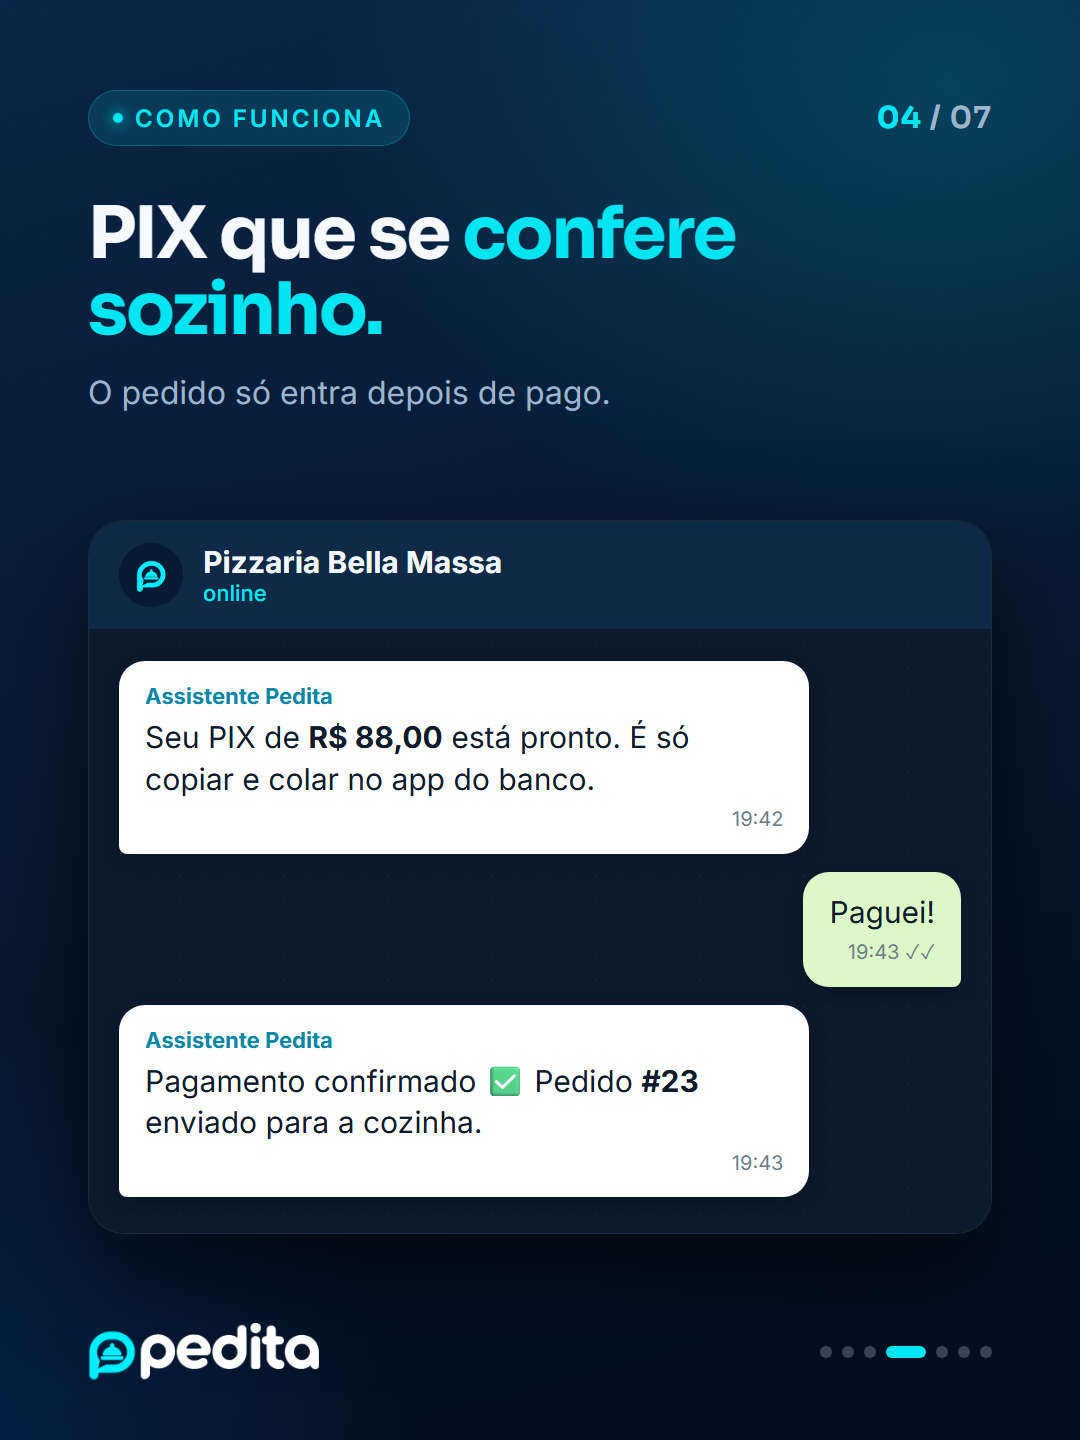 COMO FUNCIONA
04 / 07
PIX que se confere
sozinho.
O pedido só entra depois de pago.
Pizzaria Bella Massa
online
Assistente Pedita
Seu PIX de R$ 88,00 está pronto. É só
copiar e colar no app do banco.
19:42
Paguei!
19:43 ✓✓
Assistente Pedita
Pagamento confirmado ✅ Pedido #23
enviado para a cozinha.
19:43
pedita